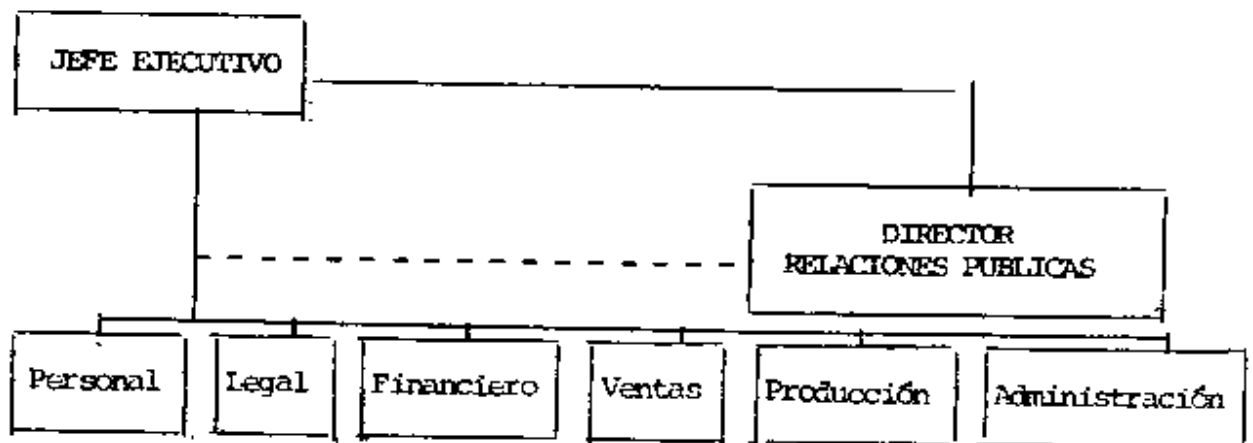 JEFE EJECUTIVO
DIRECTOR
RELACIONES PUBLICAS
Personal
Legal
Financiero
Ventas
Producción
Administración